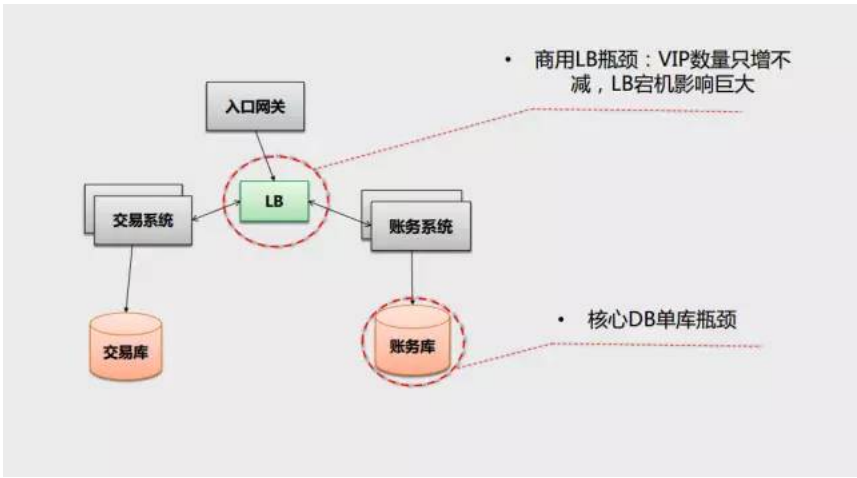 • 商用LB瓶颈：VIP数量只增不
减，LB宕机影响巨大
入口网关
LB
交易系统
账务系统
• 核心DB单库瓶颈
交易库
账务库